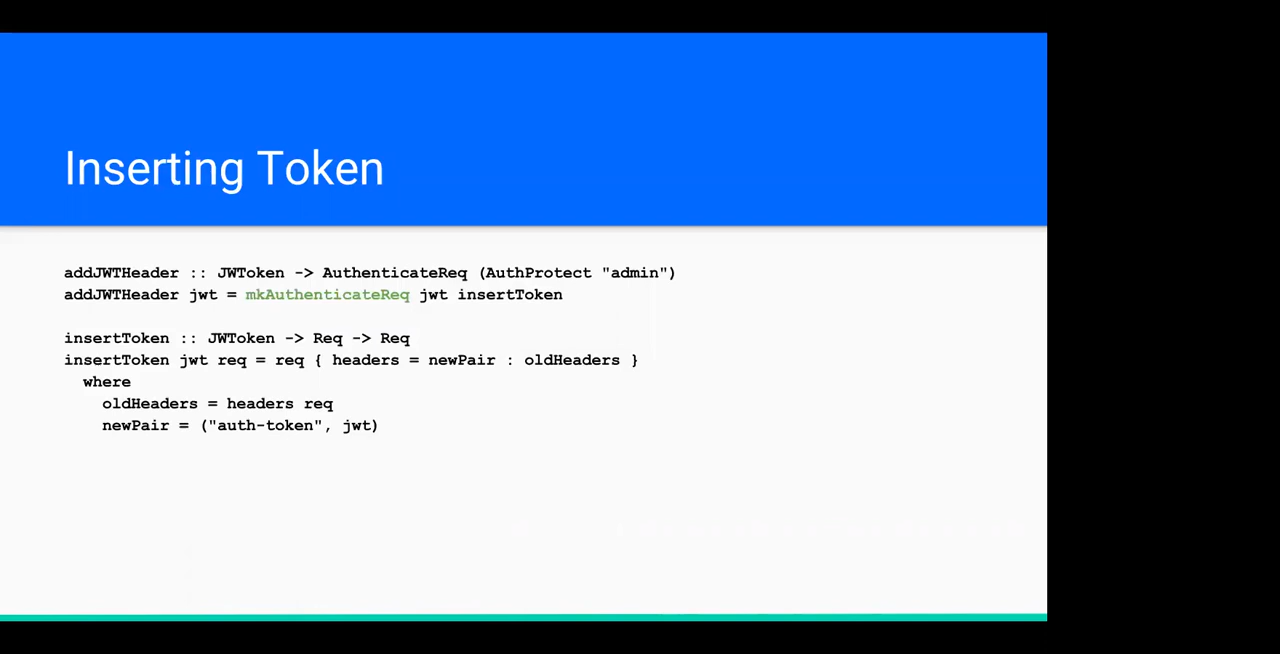 Inserting Token
addJWTHeader :: JWToken -> AuthenticateReq (AuthProtect "admin")
addJWTHeader jwt = mkAuthenticateReq jwt insertToken
insertToken :: JWToken -> Req -> Req
insertToken jwt req = req { headers = newPair : oldHeaders }
where
oldHeaders = headers req
newPair = ("auth-token", jwt)